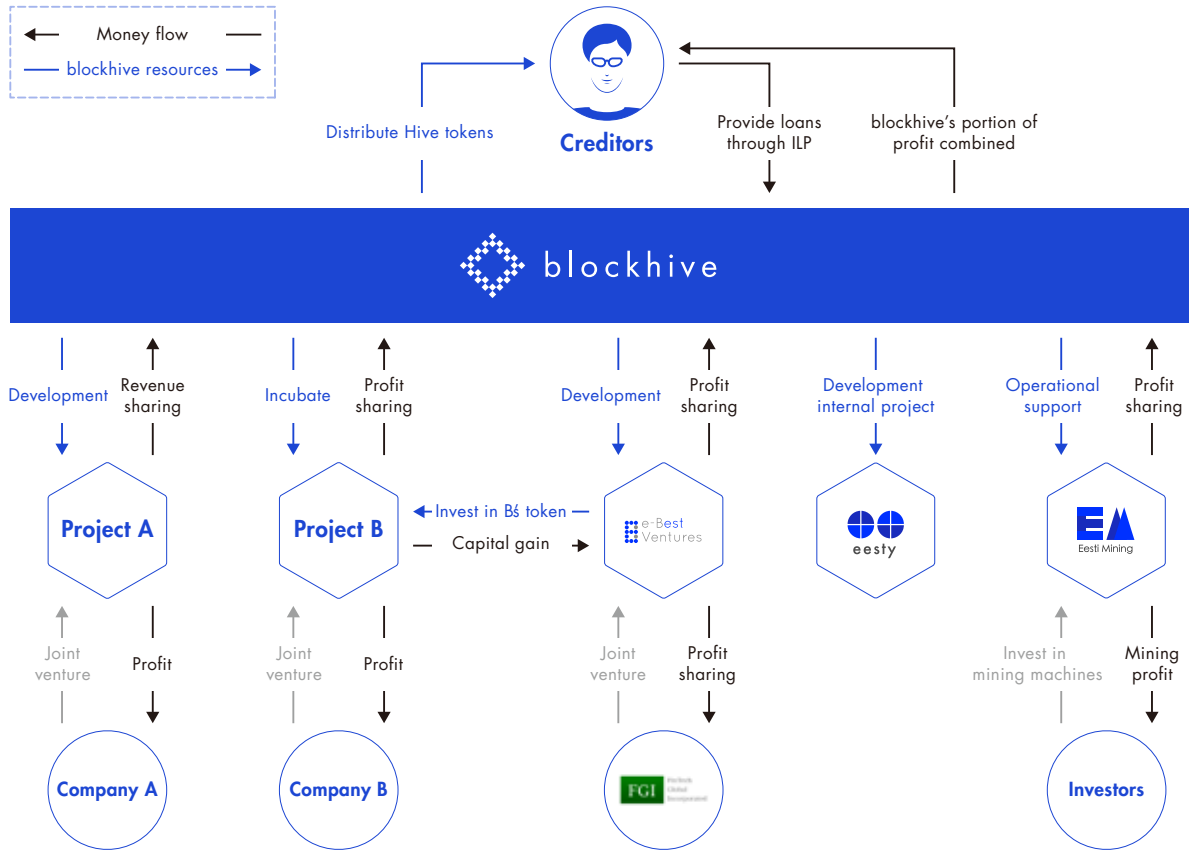 Money flow
blockhive resources
Distribute Hive tokens
Creditors
Provide loans
through ILP
blockhive's portion of
profit combined
blockhive
Development
Revenue
sharing
Incubate
Profit
sharing
Development
Profit
sharing
Development
internal project
Operational
support
Profit
sharing
Project A
Project B
Invest in Bś token
Capital gain
e-Best
Ventures
eesty
EM
Eesti Mining
Joint
venture
Profit
Joint
venture
Profit
Joint
venture
Profit
sharing
Invest in
mining machines
Mining
profit
Company A
Company B
FGI
FinTech
Global
Incorporated
Investors